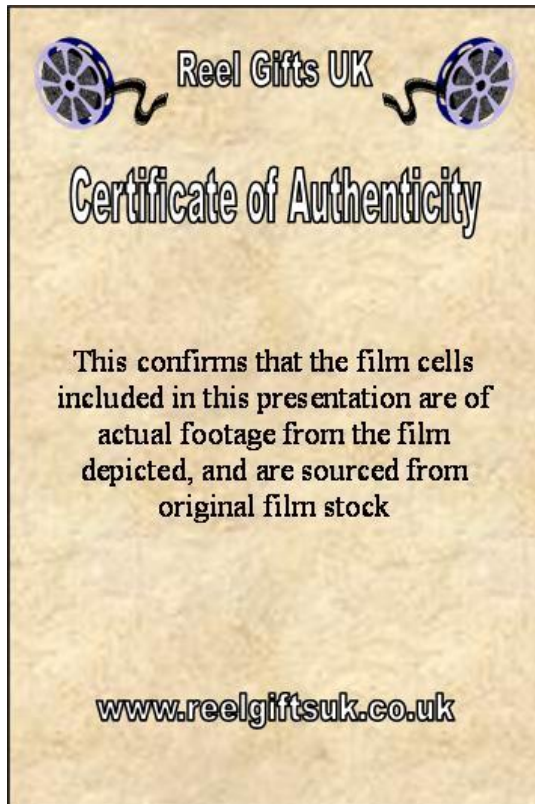 Reel Gifts UK
Certificate of Authenticity
This confirms that the film cells
included in this presentation are of
actual footage from the film
depicted, and are sourced from
original film stock
www.reelgiftsuk.co.uk